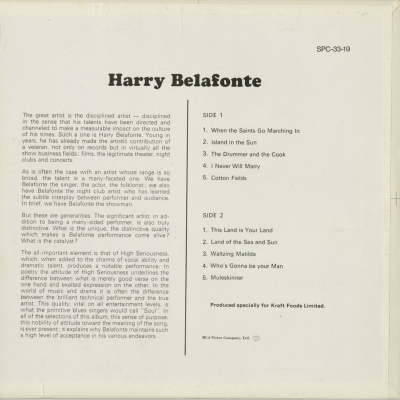 SPC-33-19
Harry Belafonte
The great artist is the disciplined artist — disciplined
in the sense that his talents have been directed and
channeled to make a measurable impact on the culture
of his times. Such a one is Harry Belafonte. Young in
years, he has already made the artistic contribution of
a veteran, not only on records but in virtually all the
show business fields: films, the legitimate theater, night
clubs and concerts.
As is often the case with an artist whose range is so
broad, the talent is a many-faceted one. We have
Belafonte the singer, the actor, the folklorist; we also
have Belafonte the night club artist who has learned
the subtle interplay between performer and audience.
In brief, we have Belafonte the showman.
But these are generalities. The significant artist, in ad-
dition to being a many-sided performer, is also truly
distinctive. What is the unique, the distinctive quality
which makes a Belafonte performance come alive?
What is the catalyst?
The all-important element is that of High Seriousness,
which, when added to the charms of vocal ability and
dramatic talent, produces a notable performance. In
poetry the attitude of High Seriousness underlines the
difference between what is merely good verse on the
one hand and exalted expression on the other. In the
world of music and drama it is often the difference
between the brilliant technical performer and the true
artist. This quality, vital on all entertainment levels, is
what the primitive blues singers would call "Soul". In
all of the selections of this album, this sense of purpose,
this nobility of attitude toward the meaning of the song,
is ever present; it explains why Belafonte maintains such
a high level of acceptance in his various endeavors.
SIDE 1
1. When the Saints Go Marching In
2. Island in the Sun
3. The Drummer and the Cook
4. I Never Will Marry
5. Cotton Fields
SIDE 2
1. This Land is Your Land
2. Land of the Sea and Sun
3. Waltzing Matilda
4. Who's Gonna be your Man
5. Muleskinner
Produced specially for Kraft Foods Limited.
RCA Victor Company, Ltd.